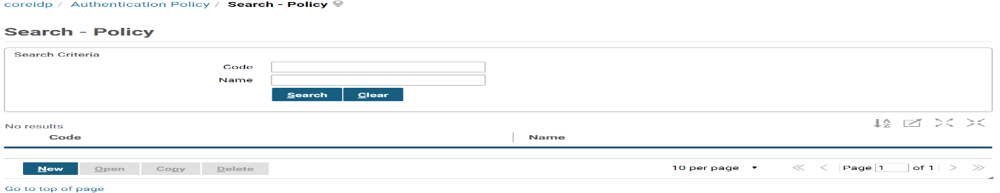 coreidp / Authentication Policy / Search - Policy
Search - Policy
Search Criteria
Code
Name
Search Clear
No results
Code Name
New Open Copy Delete 10 per page Page 1 of 1
Go to top of page